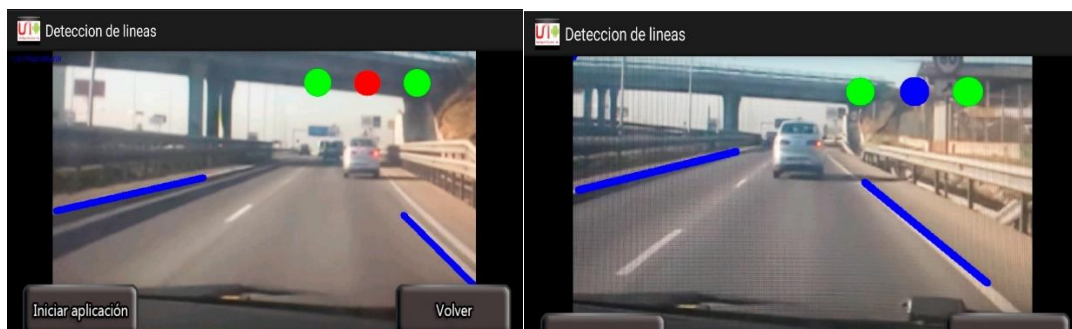 Deteccion de lineas
Iniciar aplicación
Volver
Deteccion de lineas